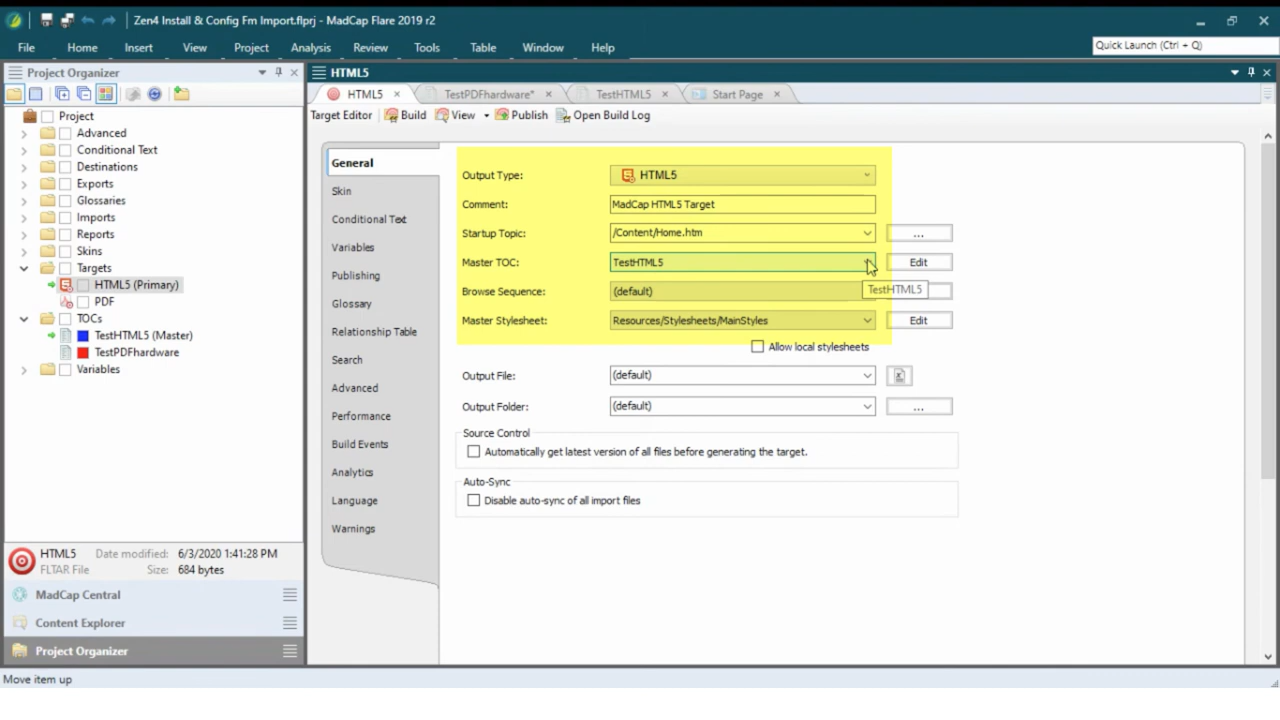 Zen4 Install & Config Fm Import.flprj - MadCap Flare 2019 r2
File Home Insert View Project Analysis Review Tools Table Window Help
Quick Launch (Ctrl + Q)
Project Organizer
HTML5
HTML5 TestPDFhardware* TestHTML5 Start Page
Target Editor Build View Publish Open Build Log
Project
Advanced
Conditional Text
Destinations
Exports
Glossaries
Imports
Reports
Skins
Targets
HTML5 (Primary)
PDF
TOCs
TestHTML5 (Master)
TestPDFhardware
Variables
General
Skin
Conditional Text
Variables
Publishing
Glossary
Relationship Table
Search
Advanced
Performance
Build Events
Analytics
Language
Warnings
Output Type: HTML5
Comment: MadCap HTML5 Target
Startup Topic: /Content/Home.htm ...
Master TOC: TestHTML5 Edit
Browse Sequence: (default)
TestHTML5
Master Stylesheet: Resources/Stylesheets/MainStyles Edit
Allow local stylesheets
Output File: (default)
Output Folder: (default) ...
Source Control
Automatically get latest version of all files before generating the target.
Auto-Sync
Disable auto-sync of all import files
HTML5 Date modified: 6/3/2020 1:41:28 PM
FLTAR File Size: 684 bytes
MadCap Central
Content Explorer
Project Organizer
Move item up